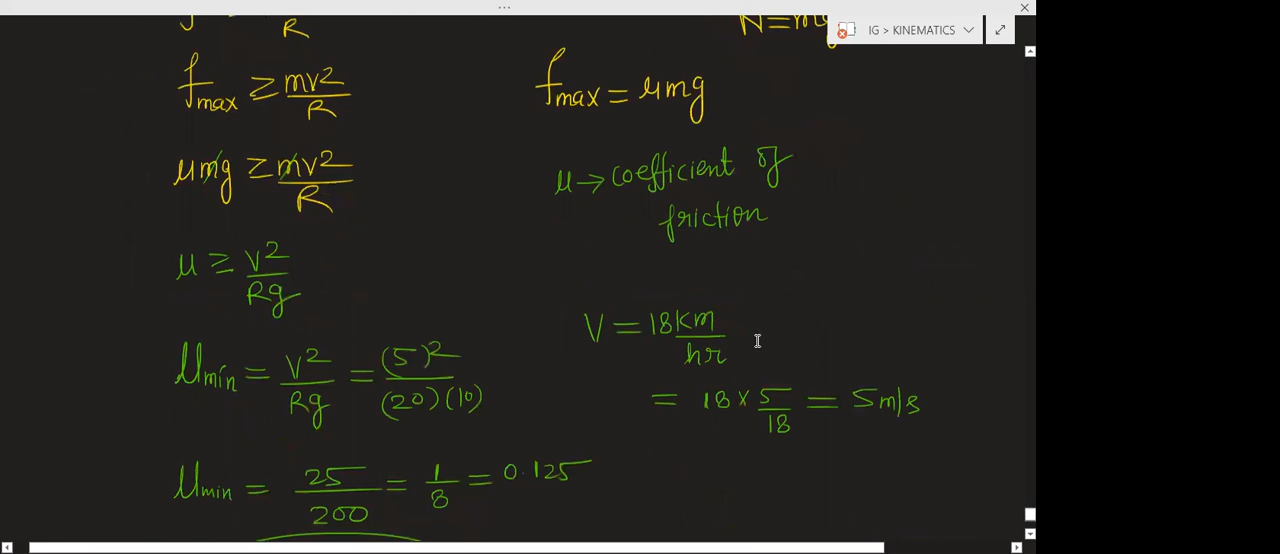 IG > KINEMATICS
R
N = mg
fmax ≥ mv2/R
fmax = μmg
μmg ≥ mv2/R
μ → coefficient of
friction
μ ≥ v2/Rg
V = 18 km/hr
μmin = v2/Rg = (5)2/(20)(10)
= 18 × 5/18 = 5 m/s
μmin = 25/200 = 1/8 = 0.125